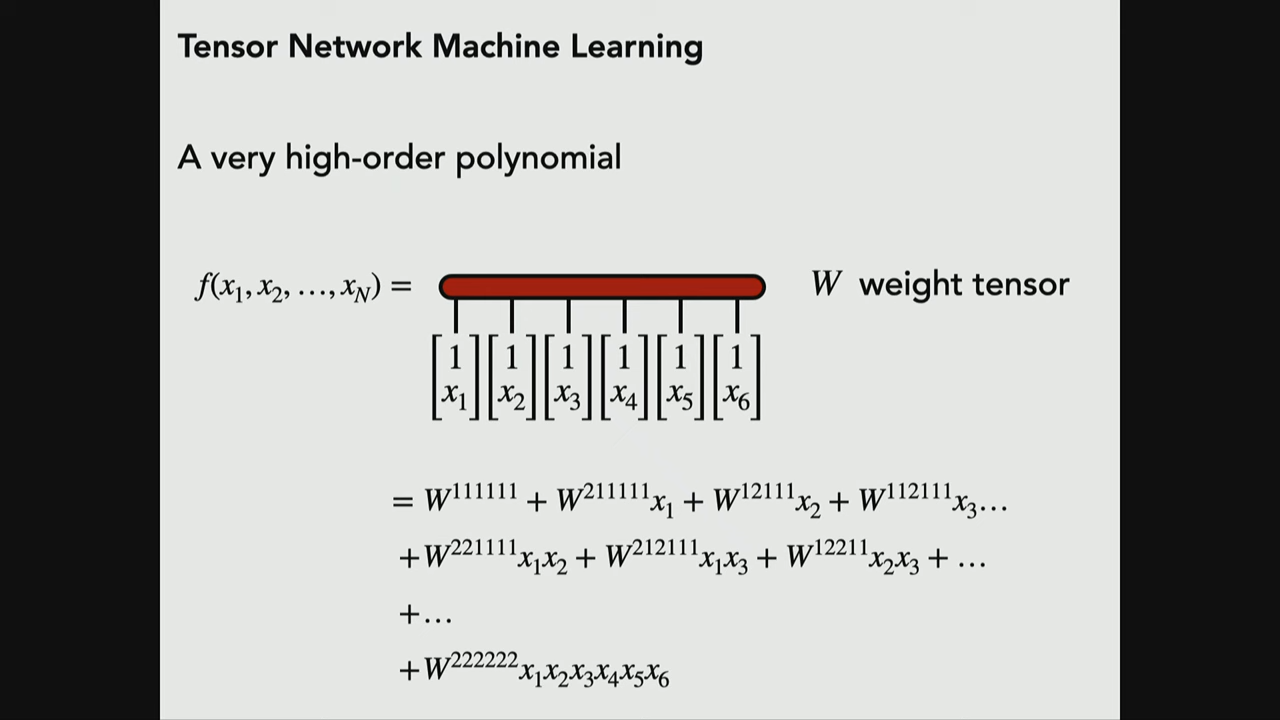 Tensor Network Machine Learning
A very high-order polynomial
f(x₁, x₂, …, x_N) =
W weight tensor
[1 x₁] [1 x₂] [1 x₃] [1 x₄] [1 x₅] [1 x₆]
= W¹¹¹¹¹¹ + W²¹¹¹¹¹x₁ + W¹²¹¹¹x₂ + W¹¹²¹¹¹x₃…
+W²²¹¹¹¹x₁x₂ + W²¹²¹¹¹x₁x₃ + W¹²²¹¹x₂x₃ + …
+…
+W²²²²²²x₁x₂x₃x₄x₅x₆